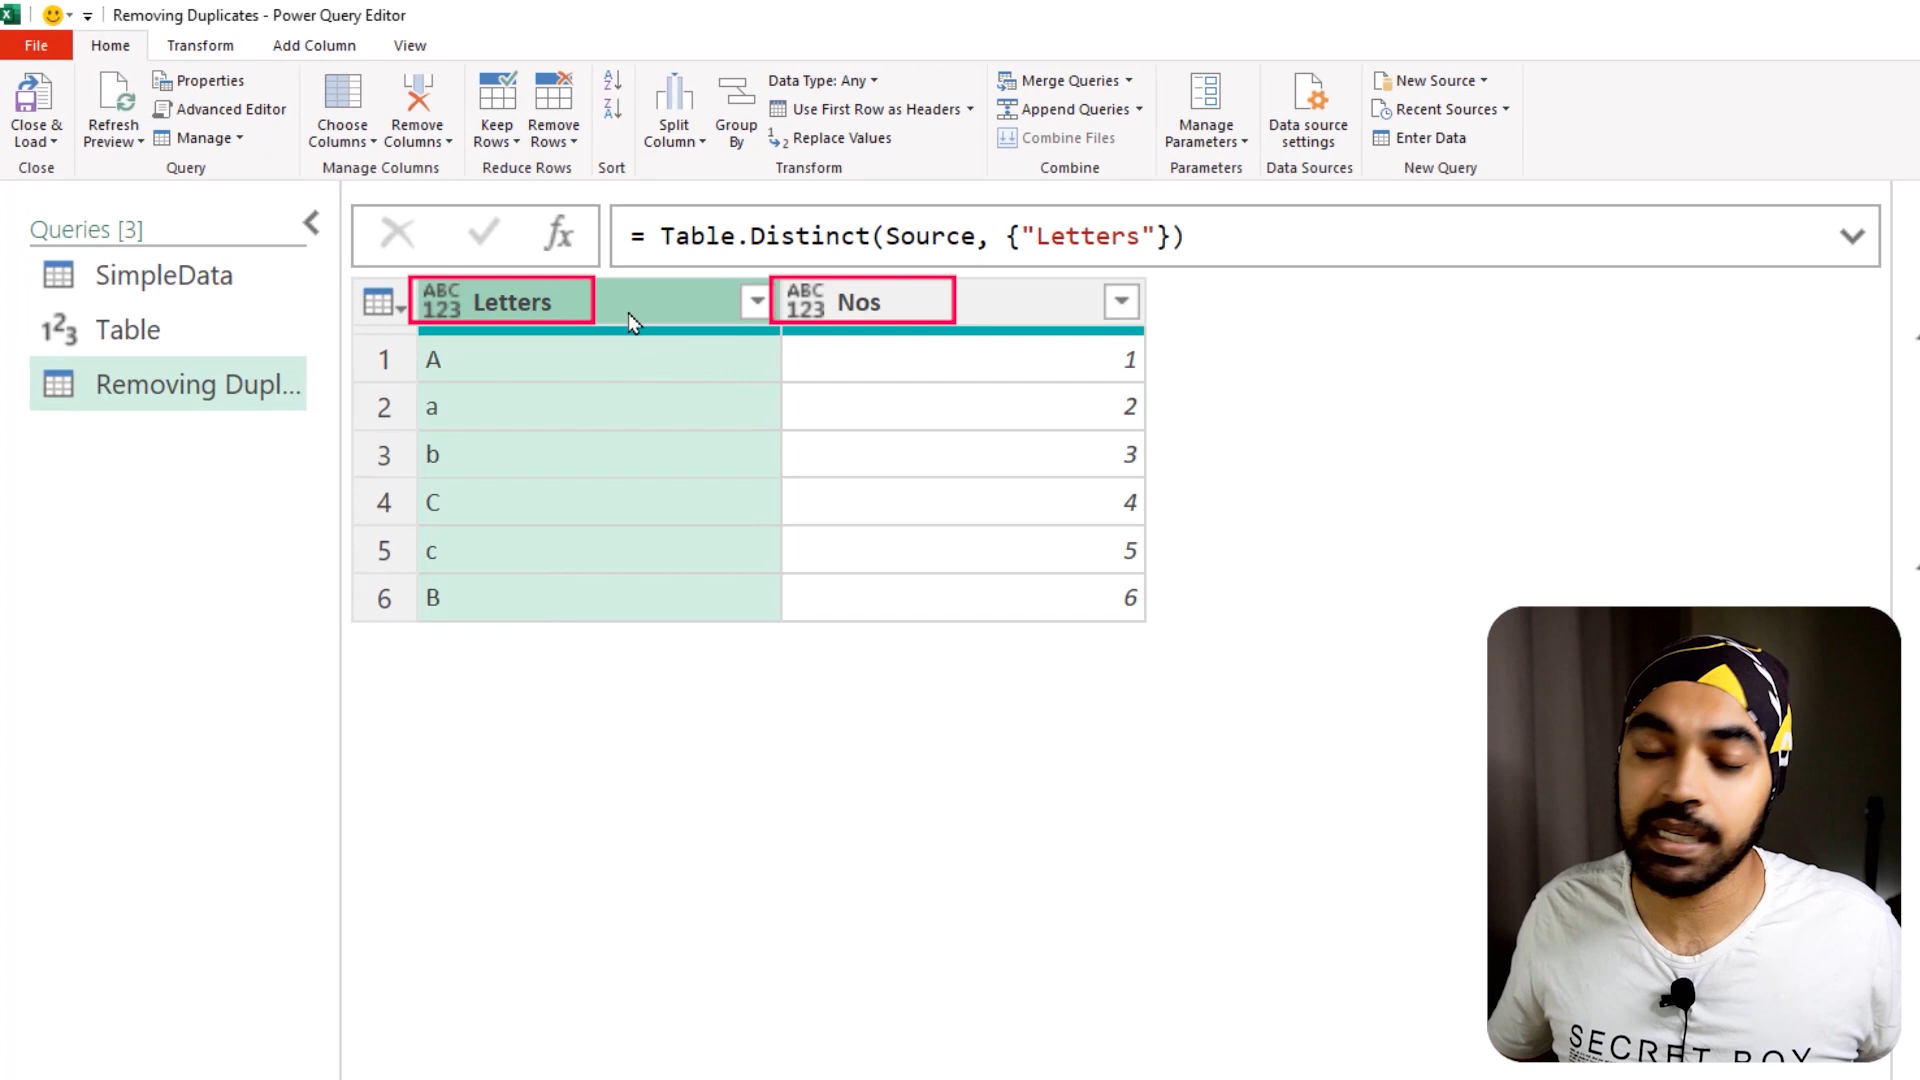 Removing Duplicates - Power Query Editor
File Home Transform Add Column View
Close & Load
Refresh Preview
Properties
Advanced Editor
Manage
Choose Columns
Remove Columns
Keep Rows
Remove Rows
Split Column
Group By
Data Type: Any
Use First Row as Headers
Replace Values
Merge Queries
Append Queries
Combine Files
Manage Parameters
Data source settings
New Source
Recent Sources
Enter Data
Close Query Manage Columns Reduce Rows Sort Transform Combine Parameters Data Sources New Query
Queries [3]
SimpleData
Table
Removing Dupl...
fx = Table.Distinct(Source, {"Letters"})
ABC 123 Letters ABC 123 Nos
1 A 1
2 a 2
3 b 3
4 C 4
5 c 5
6 B 6
SECRET BOY